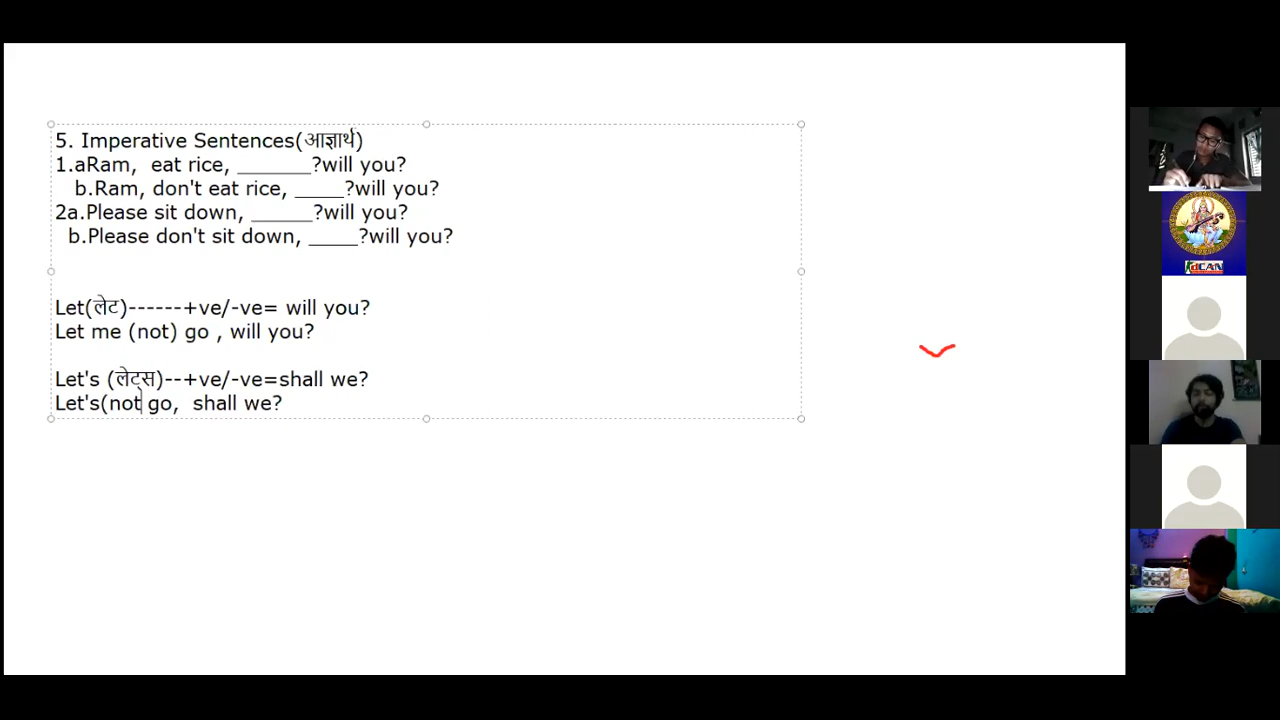 5. Imperative Sentences(आज्ञार्थ)
1.aRam,  eat rice, _______?will you?
b.Ram, don't eat rice, _____?will you?
2a.Please sit down, ______?will you?
b.Please don't sit down, _____?will you?
Let(लेट)------+ve/-ve= will you?
Let me (not) go , will you?
Let's (लेट्स)--+ve/-ve=shall we?
Let's(not go,  shall we?